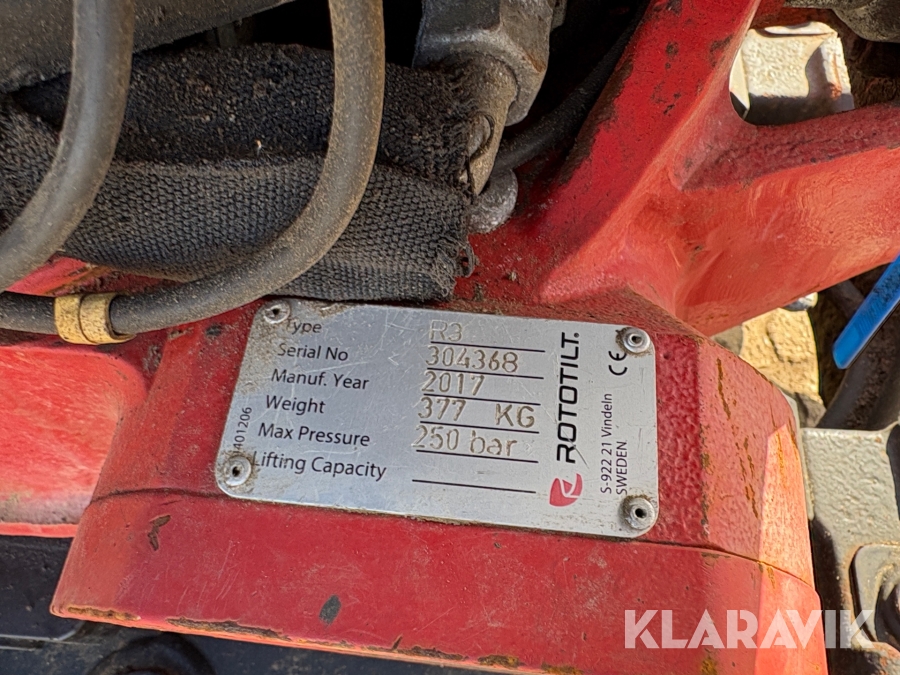 Type R3
Serial No 304368
Manuf. Year 2017
Weight 377 KG
Max Pressure 250 bar
Lifting Capacity
401206
ROTOTILT.
CE
S-922 21 Vindeln
SWEDEN
KLARAVIK